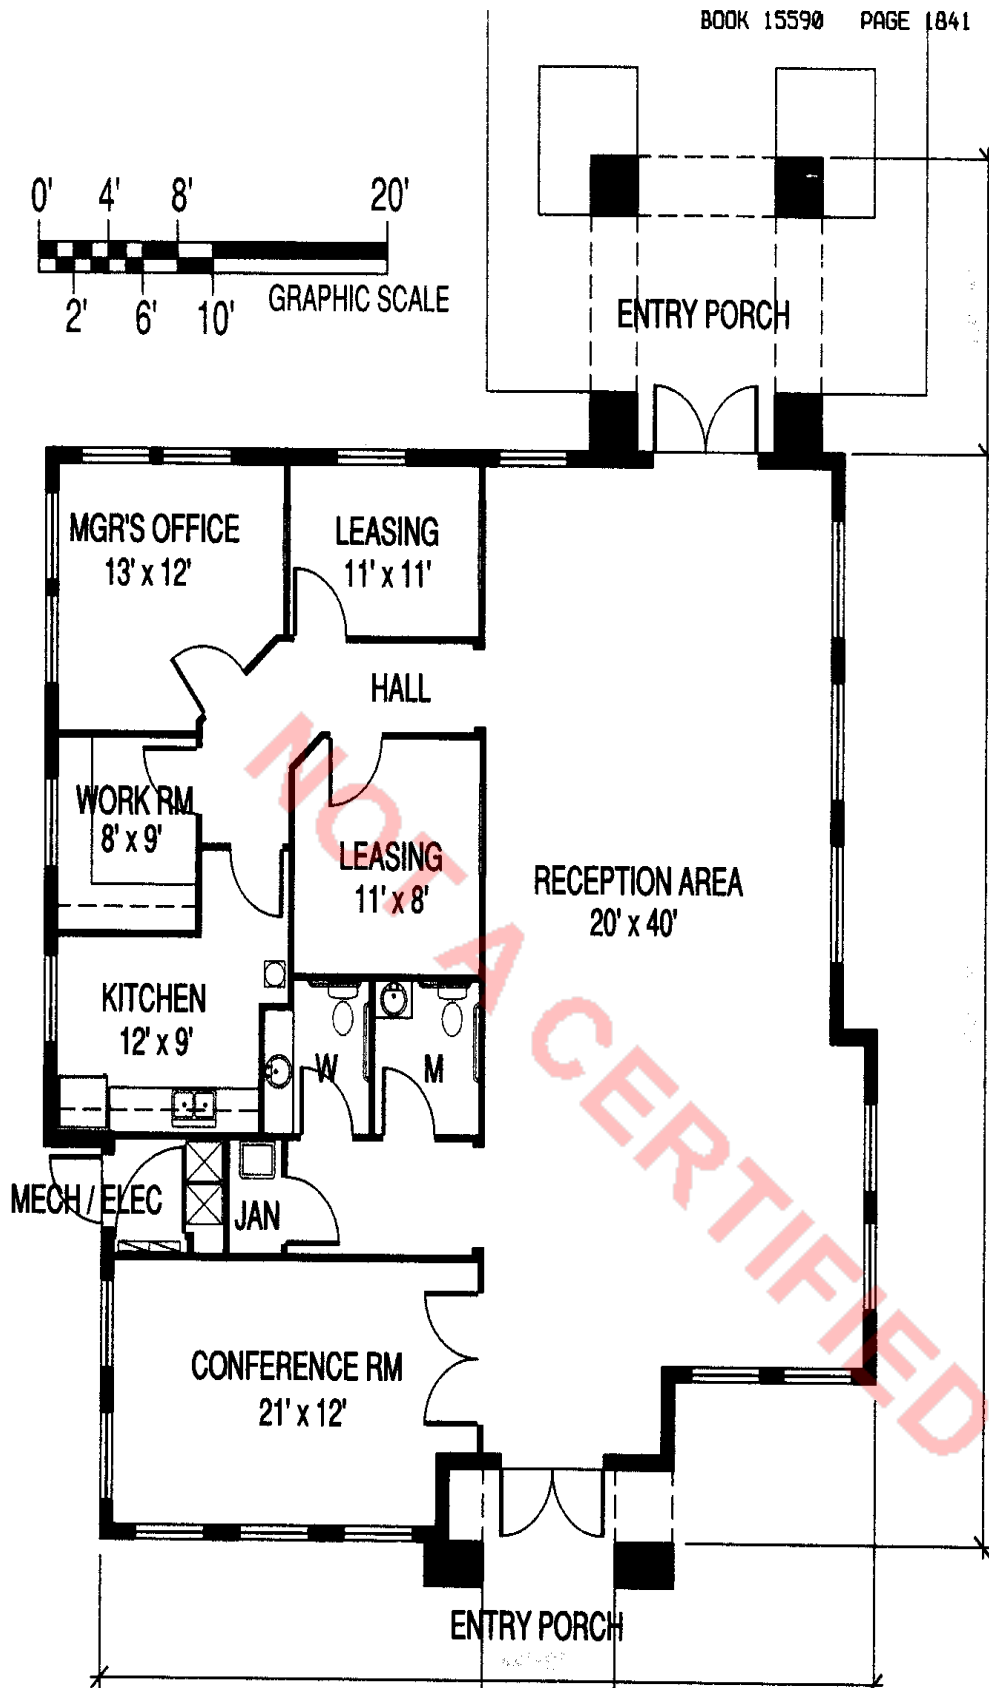 BOOK 15590 PAGE 1841
0' 4' 8' 20'
2' 6' 10'
GRAPHIC SCALE
ENTRY PORCH
MGR'S OFFICE
13' x 12'
LEASING
11' x 11'
HALL
WORK RM
8' x 9'
LEASING
11' x 8'
RECEPTION AREA
20' x 40'
KITCHEN
12' x 9'
W
M
MECH / ELEC
JAN
CONFERENCE RM
21' x 12'
ENTRY PORCH
NOT A CERTIFIED